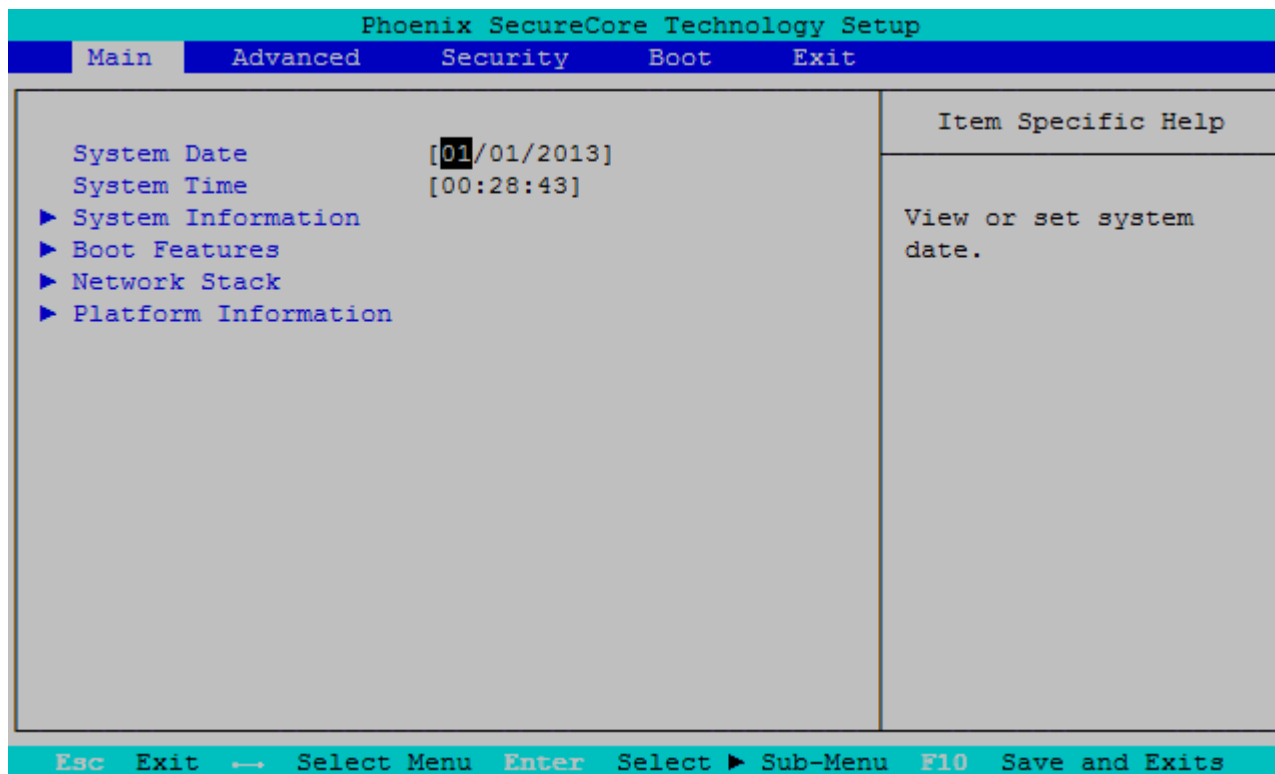 Phoenix SecureCore Technology Setup
Main Advanced Security Boot Exit
System Date [01/01/2013]
System Time [00:28:43]
► System Information
► Boot Features
► Network Stack
► Platform Information
Item Specific Help
View or set system
date.
Esc Exit ↔ Select Menu Enter Select ► Sub-Menu F10 Save and Exits